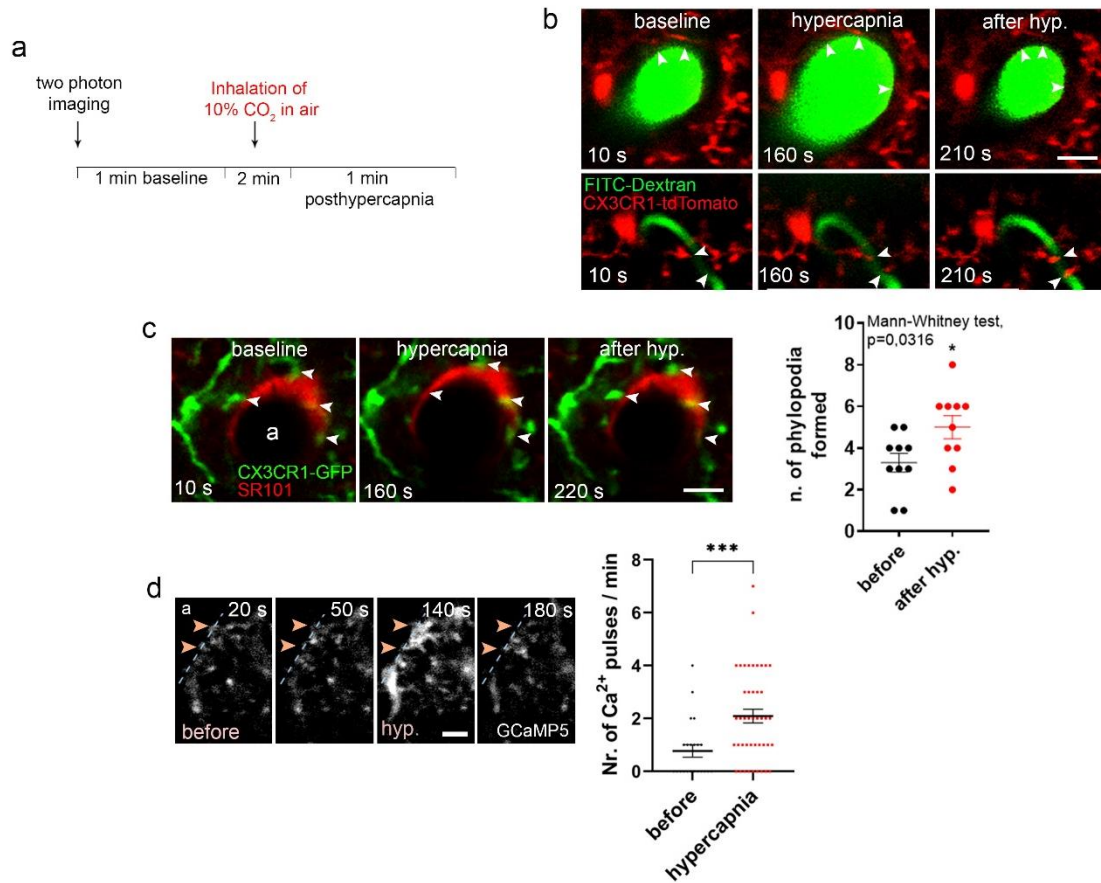 a
two photon
imaging
Inhalation of
10% CO₂ in air
1 min baseline
2 min
1 min
posthypercapnia
b
baseline
hypercapnia
after hyp.
10 s
160 s
210 s
FITC-Dextran
CX3CR1-tdTomato
10 s
160 s
210 s
c
baseline
hypercapnia
after hyp.
a
CX3CR1-GFP
SR101
10 s
160 s
220 s
Mann-Whitney test,
p=0,0316
*
n. of phylopodia
formed
10
8
6
4
2
0
before
after hyp.
d
a
20 s
50 s
140 s
180 s
before
hyp.
GCaMP5
***
Nr. of Ca²⁺ pulses / min
8
6
4
2
0
before
hypercapnia